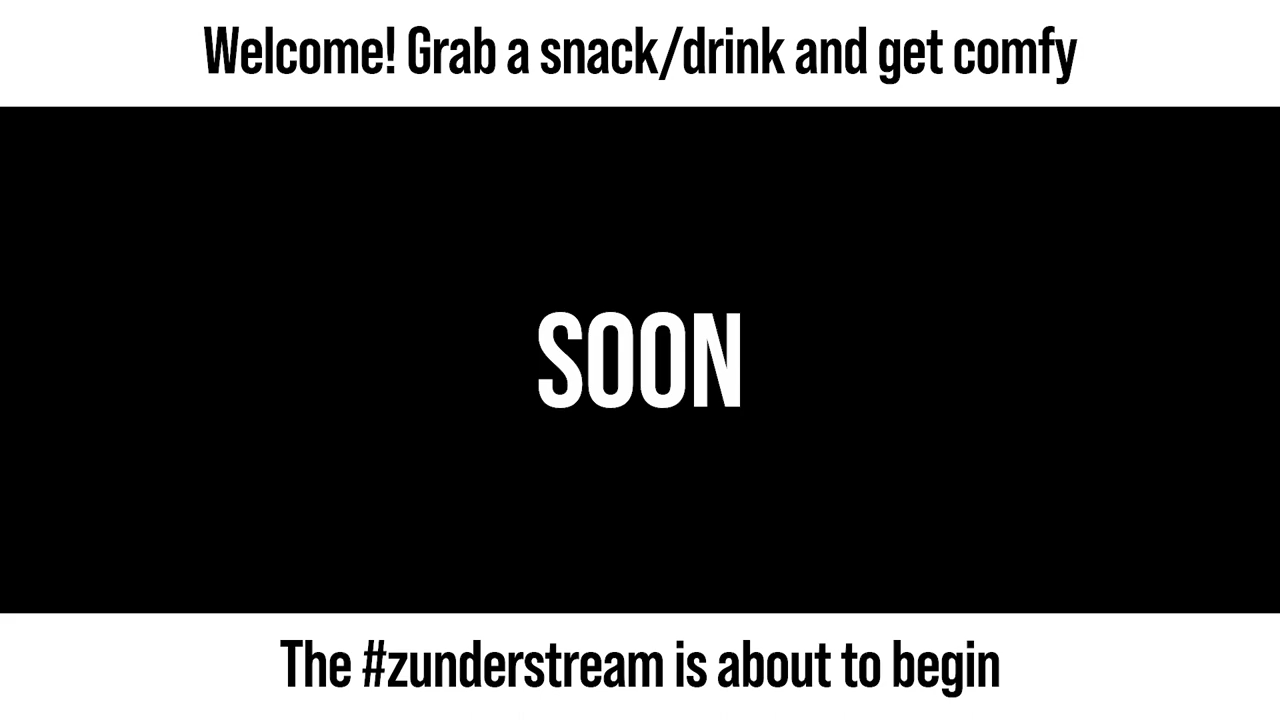 Welcome! Grab a snack/drink and get comfy
SOON
The #zunderstream is about to begin